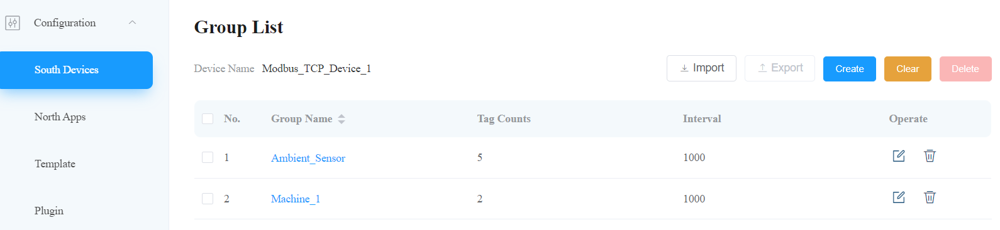 Configuration
South Devices
North Apps
Template
Plugin
Group List
Device Name Modbus_TCP_Device_1
Import Export Create Clear Delete
No. Group Name Tag Counts Interval Operate
1 Ambient_Sensor 5 1000
2 Machine_1 2 1000